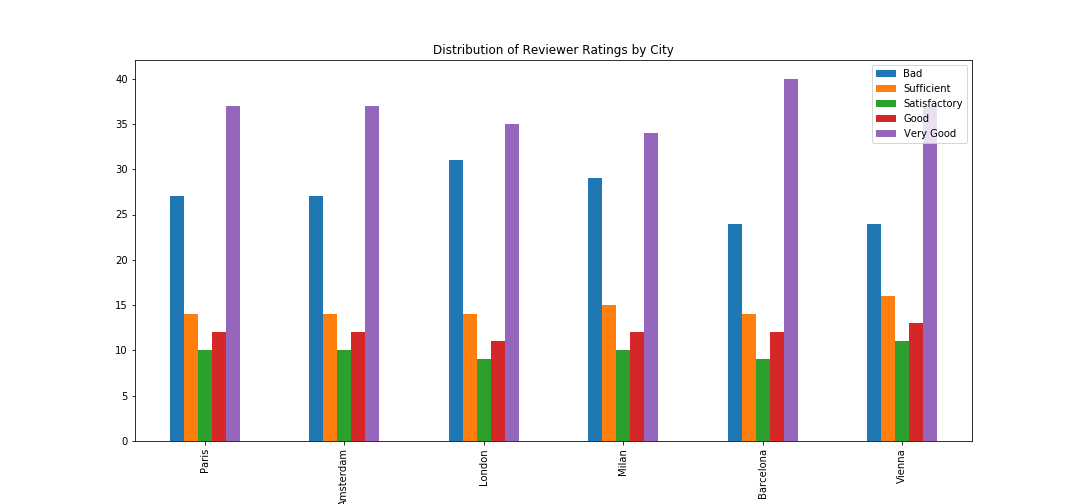 Distribution of Reviewer Ratings by City
40
35
30
25
20
15
10
5
0
Bad
Sufficient
Satisfactory
Good
Very Good
Paris
Amsterdam
London
Milan
Barcelona
Vienna